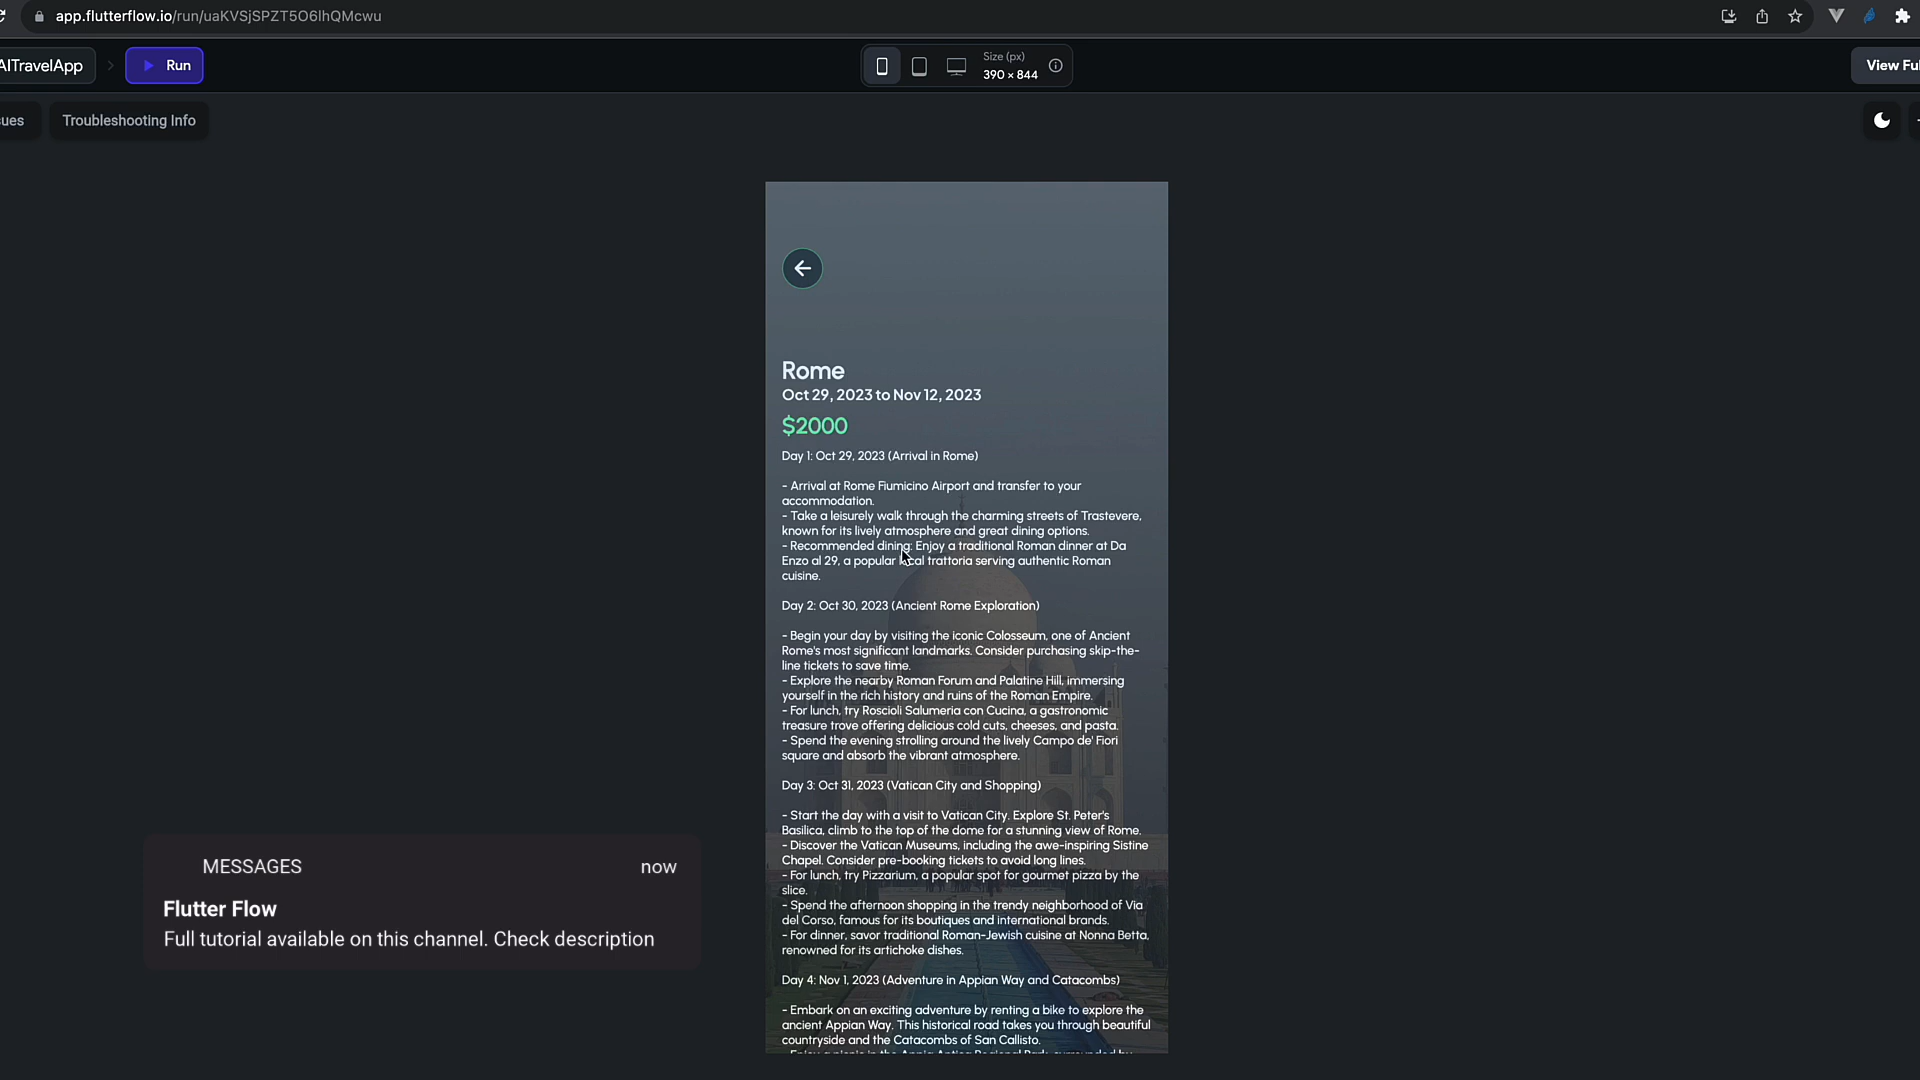 app.flutterflow.io/run/uaKVSjSPZT5O6lhQMcwu
AITravelApp
Run
Size (px)
390 × 844
View Ful
sues
Troubleshooting Info
Rome
Oct 29, 2023 to Nov 12, 2023
$2000
Day 1: Oct 29, 2023 (Arrival in Rome)
- Arrival at Rome Fiumicino Airport and transfer to your
accommodation.
- Take a leisurely walk through the charming streets of Trastevere,
known for its lively atmosphere and great dining options.
- Recommended dining: Enjoy a traditional Roman dinner at Da
Enzo al 29, a popular local trattoria serving authentic Roman
cuisine.
Day 2: Oct 30, 2023 (Ancient Rome Exploration)
- Begin your day by visiting the iconic Colosseum, one of Ancient
Rome's most significant landmarks. Consider purchasing skip-the-
line tickets to save time.
- Explore the nearby Roman Forum and Palatine Hill, immersing
yourself in the rich history and ruins of the Roman Empire.
- For lunch, try Roscioli Salumeria con Cucina, a gastronomic
treasure trove offering delicious cold cuts, cheeses, and pasta.
- Spend the evening strolling around the lively Campo de' Fiori
square and absorb the vibrant atmosphere.
Day 3: Oct 31, 2023 (Vatican City and Shopping)
- Start the day with a visit to Vatican City. Explore St. Peter's
Basilica, climb to the top of the dome for a stunning view of Rome.
- Discover the Vatican Museums, including the awe-inspiring Sistine
Chapel. Consider pre-booking tickets to avoid long lines.
- For lunch, try Pizzarium, a popular spot for gourmet pizza by the
slice.
- Spend the afternoon shopping in the trendy neighborhood of Via
del Corso, famous for its boutiques and international brands.
- For dinner, savor traditional Roman-Jewish cuisine at Nonna Betta,
renowned for its artichoke dishes.
Day 4: Nov 1, 2023 (Adventure in Appian Way and Catacombs)
- Embark on an exciting adventure by renting a bike to explore the
ancient Appian Way. This historical road takes you through beautiful
countryside and the Catacombs of San Callisto.
- Enjoy a picnic in the Appia Antica Regional Park, surrounded by
MESSAGES
now
Flutter Flow
Full tutorial available on this channel. Check description